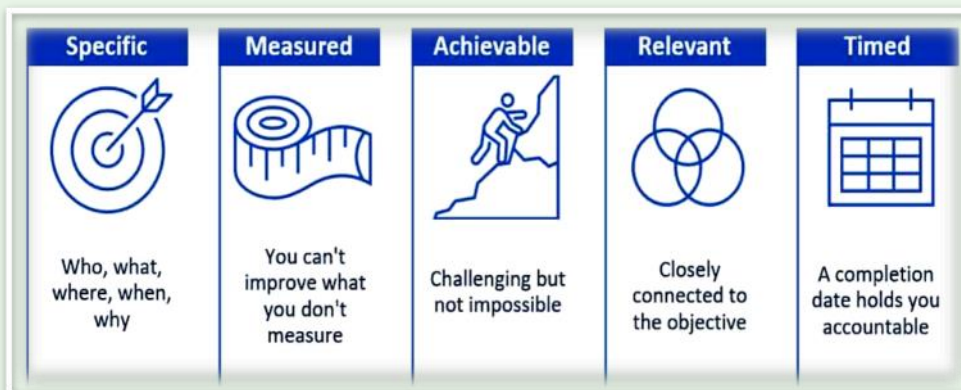 Specific
Who, what,
where, when,
why
Measured
You can't
improve what
you don't
measure
Achievable
Challenging but
not impossible
Relevant
Closely
connected to
the objective
Timed
A completion
date holds you
accountable